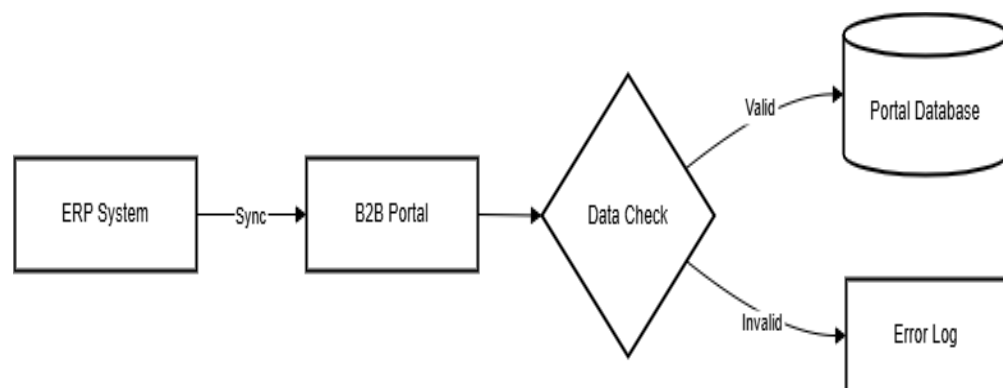 ERP System
Sync
B2B Portal
Data Check
Valid
Portal Database
Invalid
Error Log